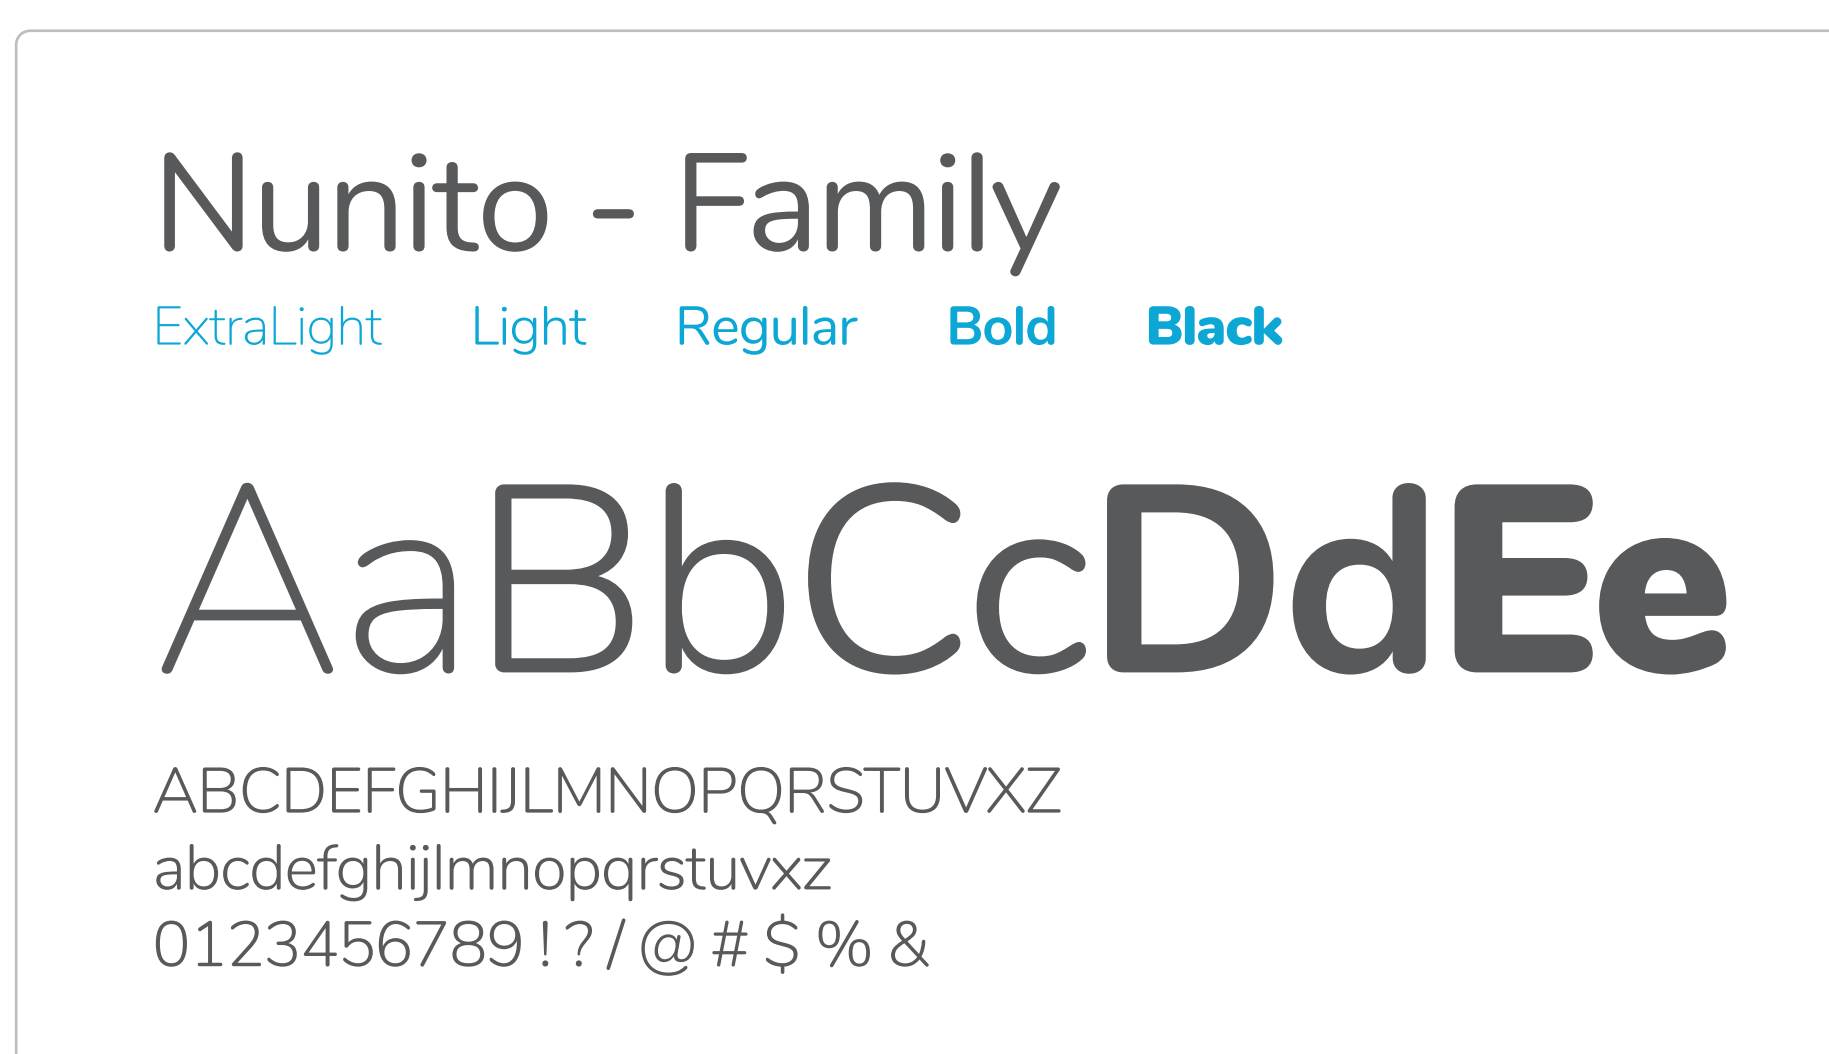 Nunito - Family
ExtraLight Light Regular Bold Black
AaBbCcDdEe
ABCDEFGHIJLMNOPQRSTUVXZ
abcdefghijlmnopqrstuvxz
0123456789 ! ? / @ # $ % &